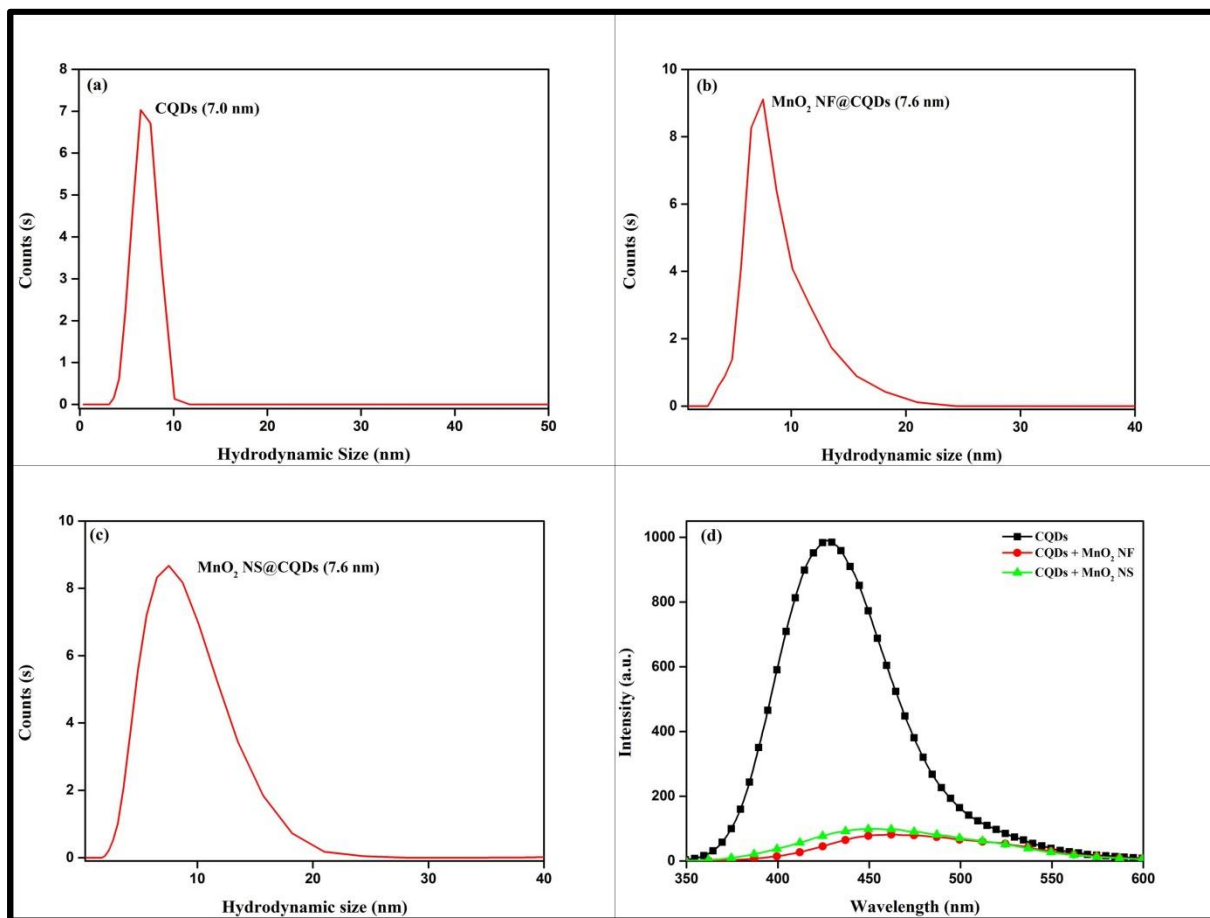 (a)
CQDs (7.0 nm)
8
7
6
5
4
3
2
1
0
0 10 20 30 40 50
Counts (s)
Hydrodynamic Size (nm)
(b)
MnO₂ NF@CQDs (7.6 nm)
10
8
6
4
2
0
10 20 30 40
Counts (s)
Hydrodynamic size (nm)
(c)
MnO₂ NS@CQDs (7.6 nm)
10
8
6
4
2
0
10 20 30 40
Counts (s)
Hydrodynamic size (nm)
(d)
CQDs
CQDs + MnO₂ NF
CQDs + MnO₂ NS
1000
800
600
400
200
0
350 400 450 500 550 600
Intensity (a.u.)
Wavelength (nm)